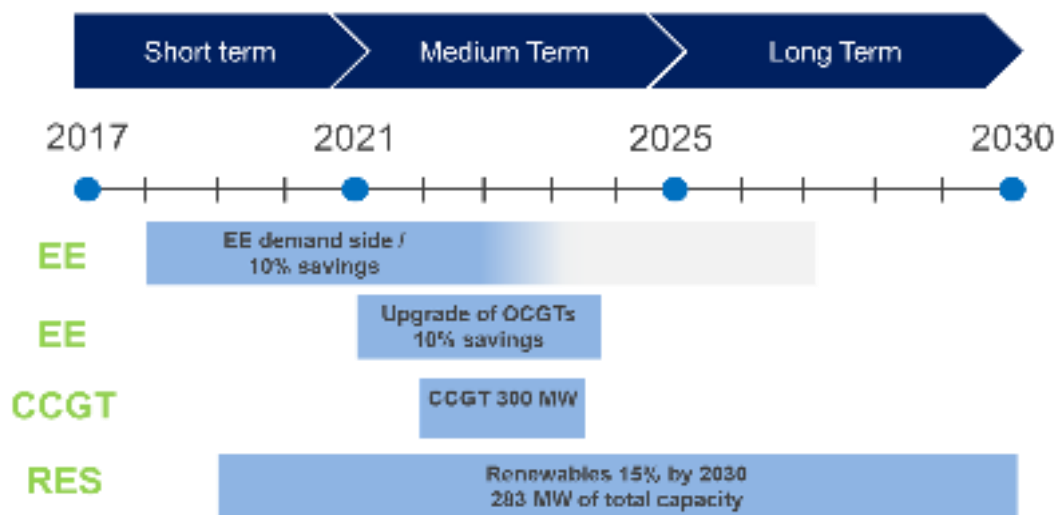 Short term
Medium Term
Long Term
2017
2021
2025
2030
EE
EE demand side /
10% savings
EE
Upgrade of OCGTs
10% savings
CCGT
CCGT 300 MW
RES
Renewables 15% by 2030
283 MW of total capacity